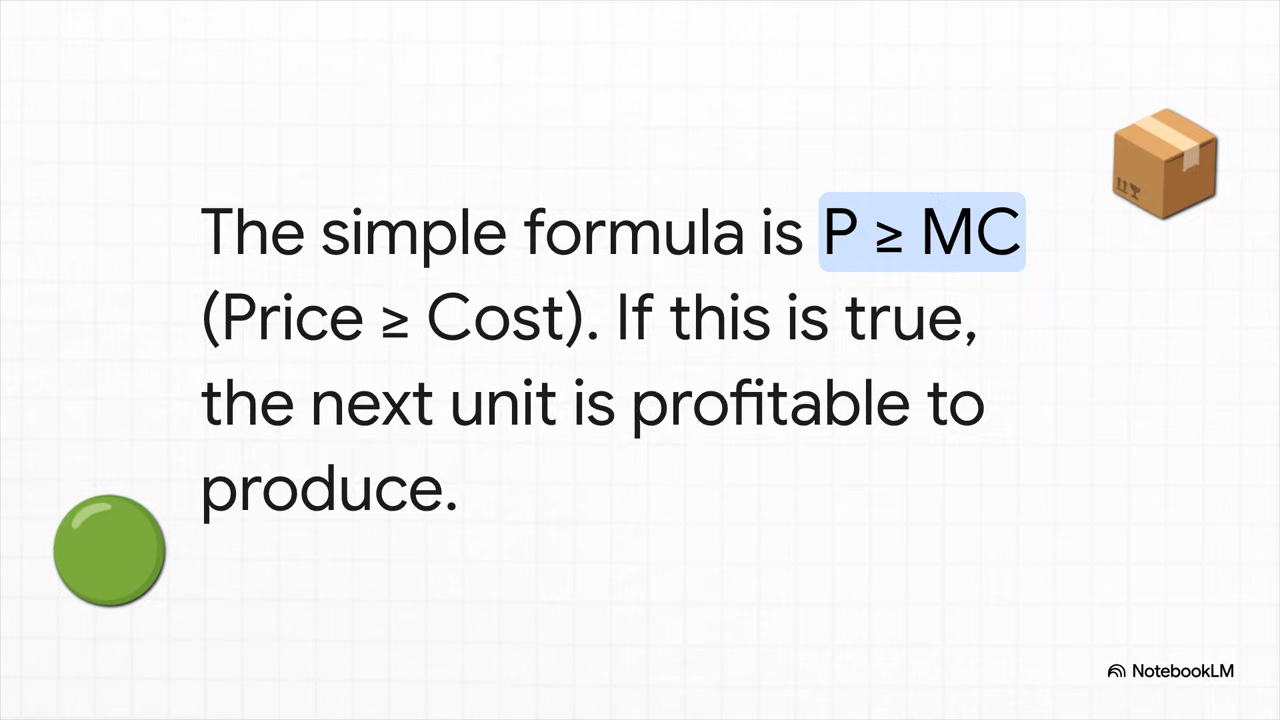 The simple formula is P ≥ MC
(Price ≥ Cost). If this is true,
the next unit is profitable to
produce.
NotebookLM